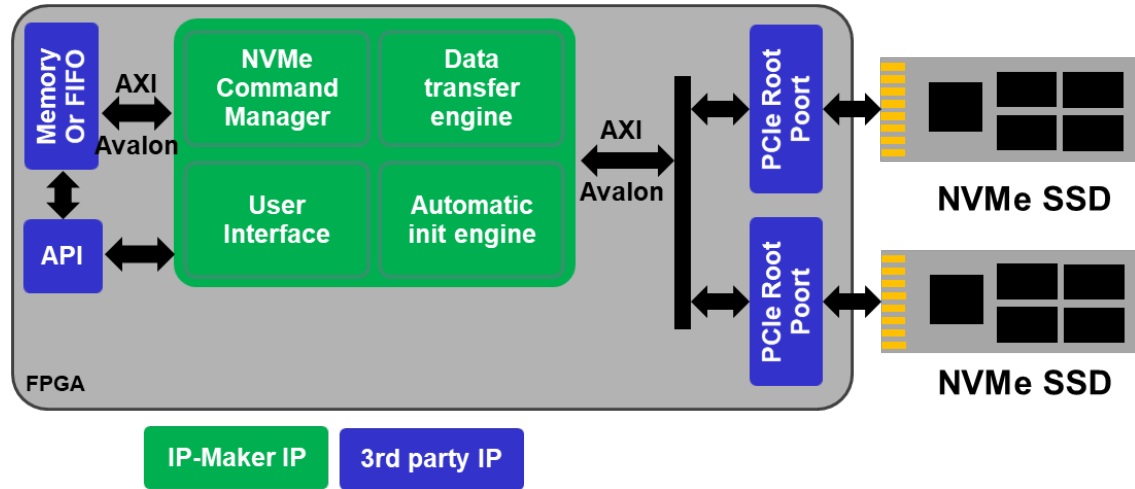 Memory
Or FIFO
AXI
Avalon
API
NVMe
Command
Manager
Data
transfer
engine
User
Interface
Automatic
init engine
AXI
Avalon
PCIe Root
Poort
PCIe Root
Poort
NVMe SSD
NVMe SSD
FPGA
IP-Maker IP
3rd party IP